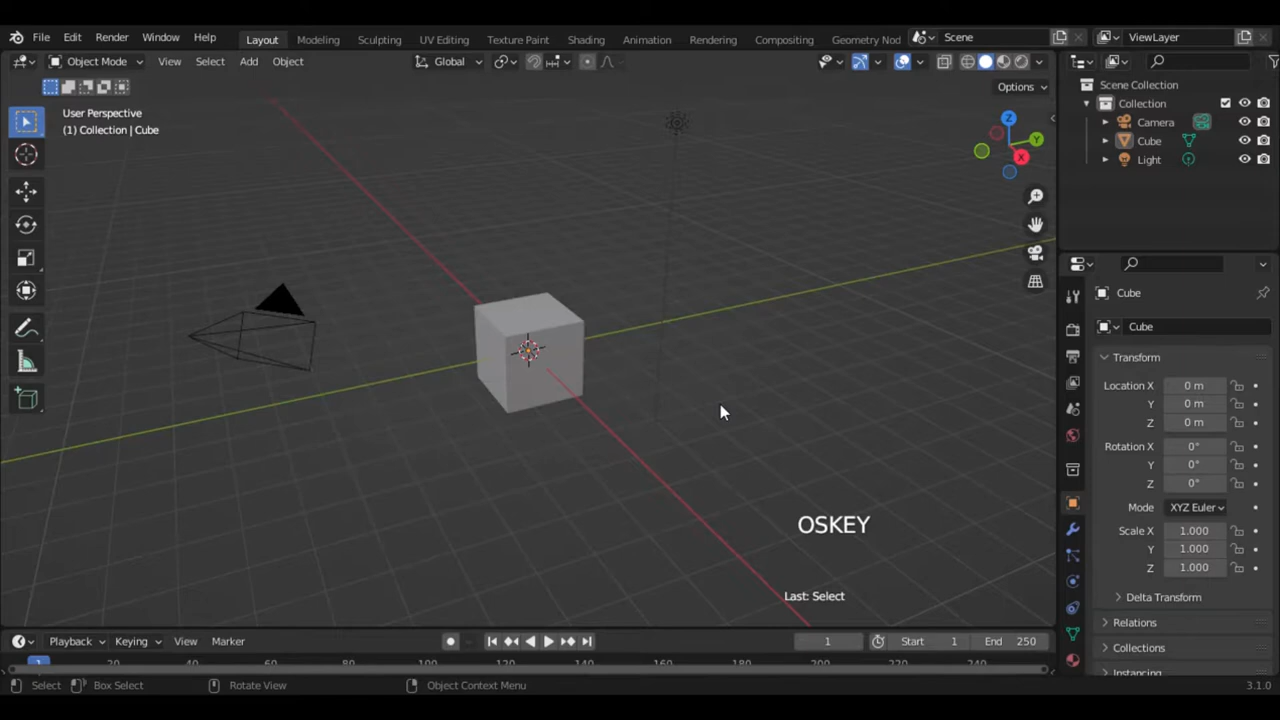 File Edit Render Window Help
Layout Modeling Sculpting UV Editing Texture Paint Shading Animation Rendering Compositing Geometry Nod
Scene
ViewLayer
Object Mode View Select Add Object
Global
Options
User Perspective
(1) Collection | Cube
Z
Y
X
Scene Collection
Collection
Camera
Cube
Light
Cube
Cube
Transform
Location X 0 m
Y 0 m
Z 0 m
Rotation X 0°
Y 0°
Z 0°
Mode XYZ Euler
Scale X 1.000
Y 1.000
Z 1.000
Delta Transform
Relations
Collections
Instancing
OSKEY
Last: Select
Playback Keying View Marker
1
Start 1
End 250
1 20 40 60 80 100 120 140 160 180 200 220 240
Select Box Select Rotate View Object Context Menu
3.1.0